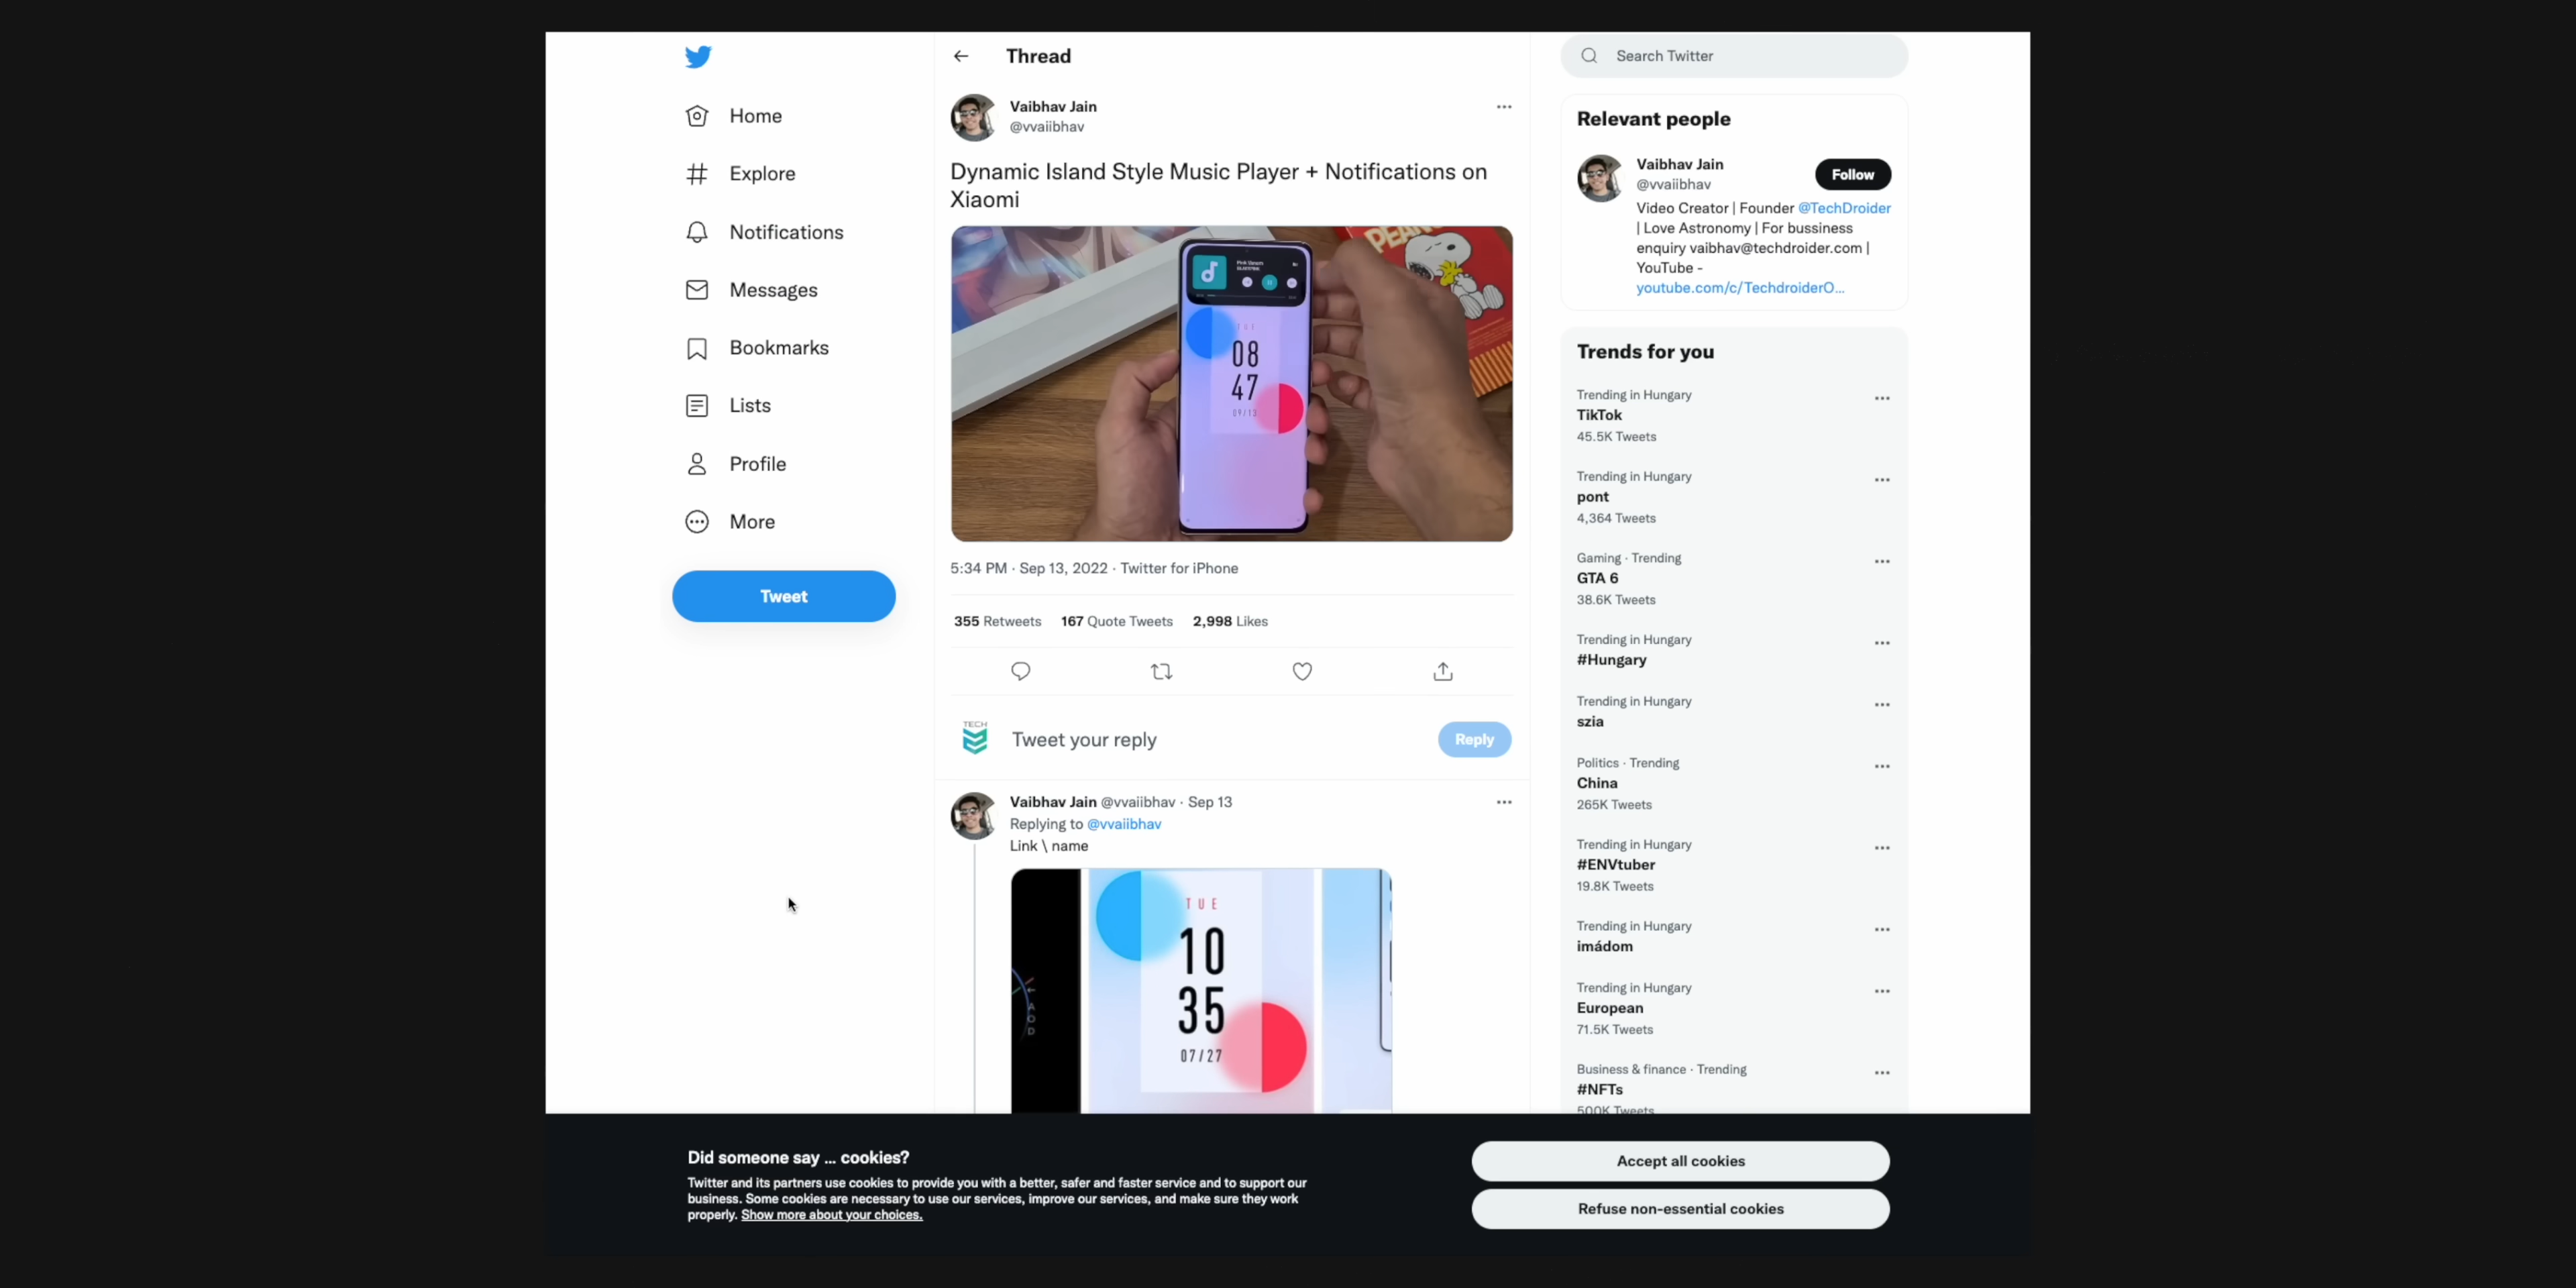 Home
Explore
Notifications
Messages
Bookmarks
Lists
Profile
More
Tweet
Thread
Vaibhav Jain
@vvaiibhav
Dynamic Island Style Music Player + Notifications on
Xiaomi
PEAN
TUE
08
47
09/13
5:34 PM · Sep 13, 2022 · Twitter for iPhone
355 Retweets 167 Quote Tweets 2,998 Likes
TECH
Tweet your reply
Reply
Vaibhav Jain @vvaiibhav · Sep 13
Replying to @vvaiibhav
Link \ name
AOD
TUE
10
35
07/27
Search Twitter
Relevant people
Vaibhav Jain
@vvaiibhav
Follow
Video Creator | Founder @TechDroider
| Love Astronomy | For bussiness
enquiry vaibhav@techdroider.com |
YouTube -
youtube.com/c/TechdroiderO...
Trends for you
Trending in Hungary
TikTok
45.5K Tweets
Trending in Hungary
pont
4,364 Tweets
Gaming · Trending
GTA 6
38.6K Tweets
Trending in Hungary
#Hungary
Trending in Hungary
szia
Politics · Trending
China
265K Tweets
Trending in Hungary
#ENVtuber
19.8K Tweets
Trending in Hungary
imádom
Trending in Hungary
European
71.5K Tweets
Business & finance · Trending
#NFTs
500K Tweets
Did someone say ... cookies?
Twitter and its partners use cookies to provide you with a better, safer and faster service and to support our
business. Some cookies are necessary to use our services, improve our services, and make sure they work
properly. Show more about your choices.
Accept all cookies
Refuse non-essential cookies